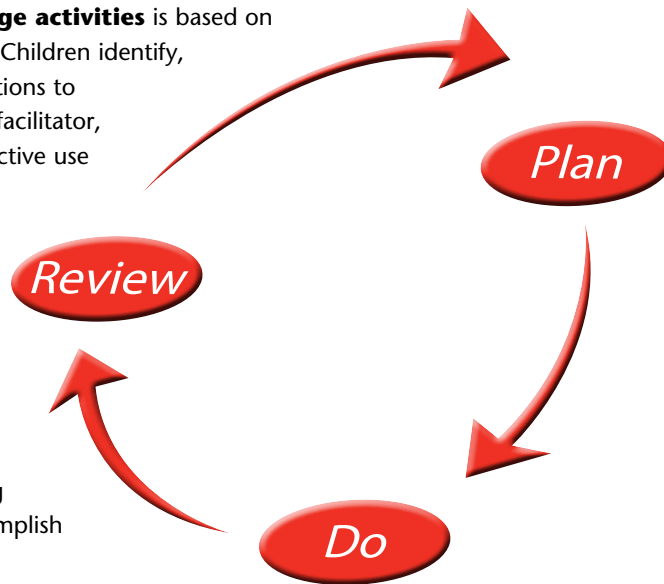 ge activities is based on
Children identify,
tions to
facilitator,
ctive use
Plan
Review
mplish
Do